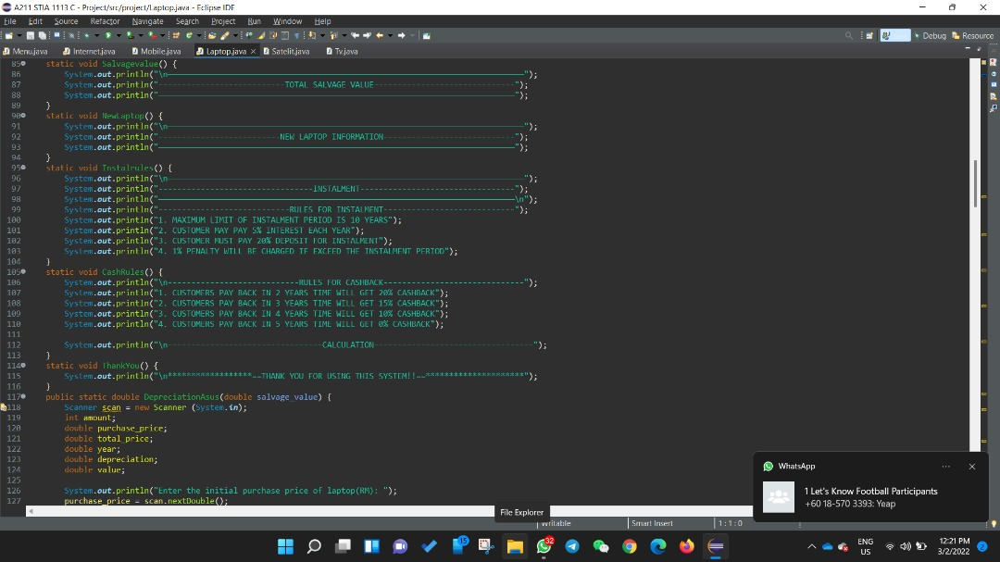 A211 STIA 1113 C - Project/src/project/Laptop.java - Eclipse IDE
File Edit Source Refactor Navigate Search Project Run Window Help
Debug Resource
Menu.java Internet.java Mobile.java Laptop.java Satelit.java Tv.java
85 static void Salvagevalue() {
86 System.out.println("\n------------------------------------------------------------------------------");
87 System.out.println("---------------------------TOTAL SALVAGE VALUE------------------------------");
88 System.out.println("------------------------------------------------------------------------------");
89 }
90 static void NewLaptop() {
91 System.out.println("\n------------------------------------------------------------------------------");
92 System.out.println("--------------------------NEW LAPTOP INFORMATION----------------------------");
93 System.out.println("------------------------------------------------------------------------------");
94 }
95 static void Instalrules() {
96 System.out.println("\n------------------------------------------------------------------------------");
97 System.out.println("---------------------------------INSTALMENT---------------------------------");
98 System.out.println("------------------------------------------------------------------------------\n");
99 System.out.println("----------------------------RULES FOR INSTALMENT----------------------------");
100 System.out.println("1. MAXIMUM LIMIT OF INSTALMENT PERIOD IS 10 YEARS");
101 System.out.println("2. CUSTOMER MAY PAY 5% INTEREST EACH YEAR");
102 System.out.println("3. CUSTOMER MUST PAY 20% DEPOSIT FOR INSTALMENT");
103 System.out.println("4. 1% PENALTY WILL BE CHARGED IF EXCEED THE INSTALMENT PERIOD");
104 }
105 static void CashRules() {
106 System.out.println("\n----------------------------RULES FOR CASHBACK------------------------------");
107 System.out.println("1. CUSTOMERS PAY BACK IN 2 YEARS TIME WILL GET 20% CASHBACK");
108 System.out.println("2. CUSTOMERS PAY BACK IN 3 YEARS TIME WILL GET 15% CASHBACK");
109 System.out.println("3. CUSTOMERS PAY BACK IN 4 YEARS TIME WILL GET 10% CASHBACK");
110 System.out.println("4. CUSTOMERS PAY BACK IN 5 YEARS TIME WILL GET 0% CASHBACK");
111
112 System.out.println("\n---------------------------------CALCULATION----------------------------------");
113 }
114 static void ThankYou() {
115 System.out.println("\n******************--THANK YOU FOR USING THIS SYSTEM!!--*********************");
116 }
117 public static double DepreciationAsus(double salvage_value) {
118 Scanner scan = new Scanner (System.in);
119 int amount;
120 double purchase_price;
121 double total_price;
122 double year;
123 double depreciation;
124 double value;
125
126 System.out.println("Enter the initial purchase price of laptop(RM): ");
127 purchase_price = scan.nextDouble();
WhatsApp
1 Let's Know Football Participants
+60 18-570 3393: Yeap
File Explorer
Writable Smart Insert 1 : 1 : 0
15 32
ENG
US
12:21 PM
3/2/2022
2